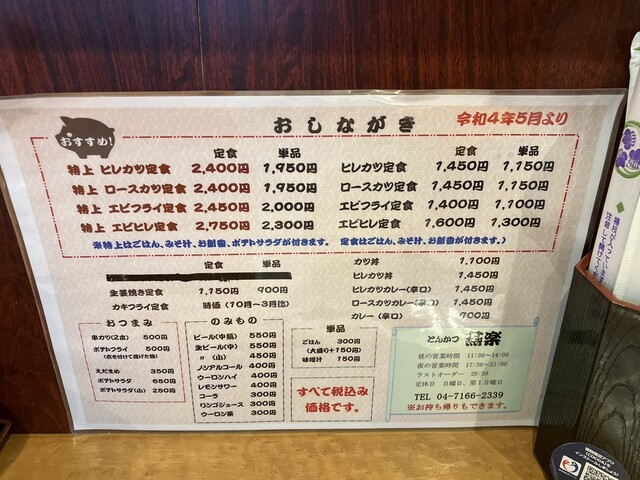 おしながき
令和4年5月より
おすすめ!
定食 単品
特上 ヒレカツ定食 2,400円 1,950円
特上 ロースカツ定食 2,400円 1,950円
特上 エビフライ定食 2,450円 2,000円
特上 エビヒレ定食 2,750円 2,300円
定食 単品
ヒレカツ定食 1,450円 1,150円
ロースカツ定食 1,450円 1,150円
エビフライ定食 1,400円 1,100円
エビヒレ定食 1,600円 1,300円
※特上はごはん、みそ汁、お新香、ポテトサラダが付きます。 定食はごはん、みそ汁、お新香が付きます。)
定食 単品
生姜焼き定食 1,150円 900円
カキフライ定食 時価(10月~3月迄)
カツ丼 1,100円
ヒレカツ丼 1,450円
ヒレカツカレー(辛口) 1,450円
ロースカツカレー(辛口) 1,450円
カレー(辛口) 700円
おつまみ
串カツ(2本) 500円
ポテトフライ 500円
(衣を付けて揚げた物)
えだまめ 350円
ポテトサラダ 650円
ポテトサラダ(小) 250円
のみもの
ビール(中瓶) 550円
生ビール(中) 550円
〃 (小) 450円
ノンアルコール 400円
ウーロンハイ 400円
レモンサワー 400円
コーラ 300円
リンゴジュース 300円
ウーロン茶 300円
単品
ごはん 300円
(大盛り+150円)
味噌汁 150円
すべて税込み
価格です。
とんかつ
昼の営業時間 11:30~14:00
夜の営業時間 17:30~21:00
ラストオーダー 20:30
定休日 日曜日、第1月曜日
TEL 04-7166-2339
※お持ち帰りもできます。